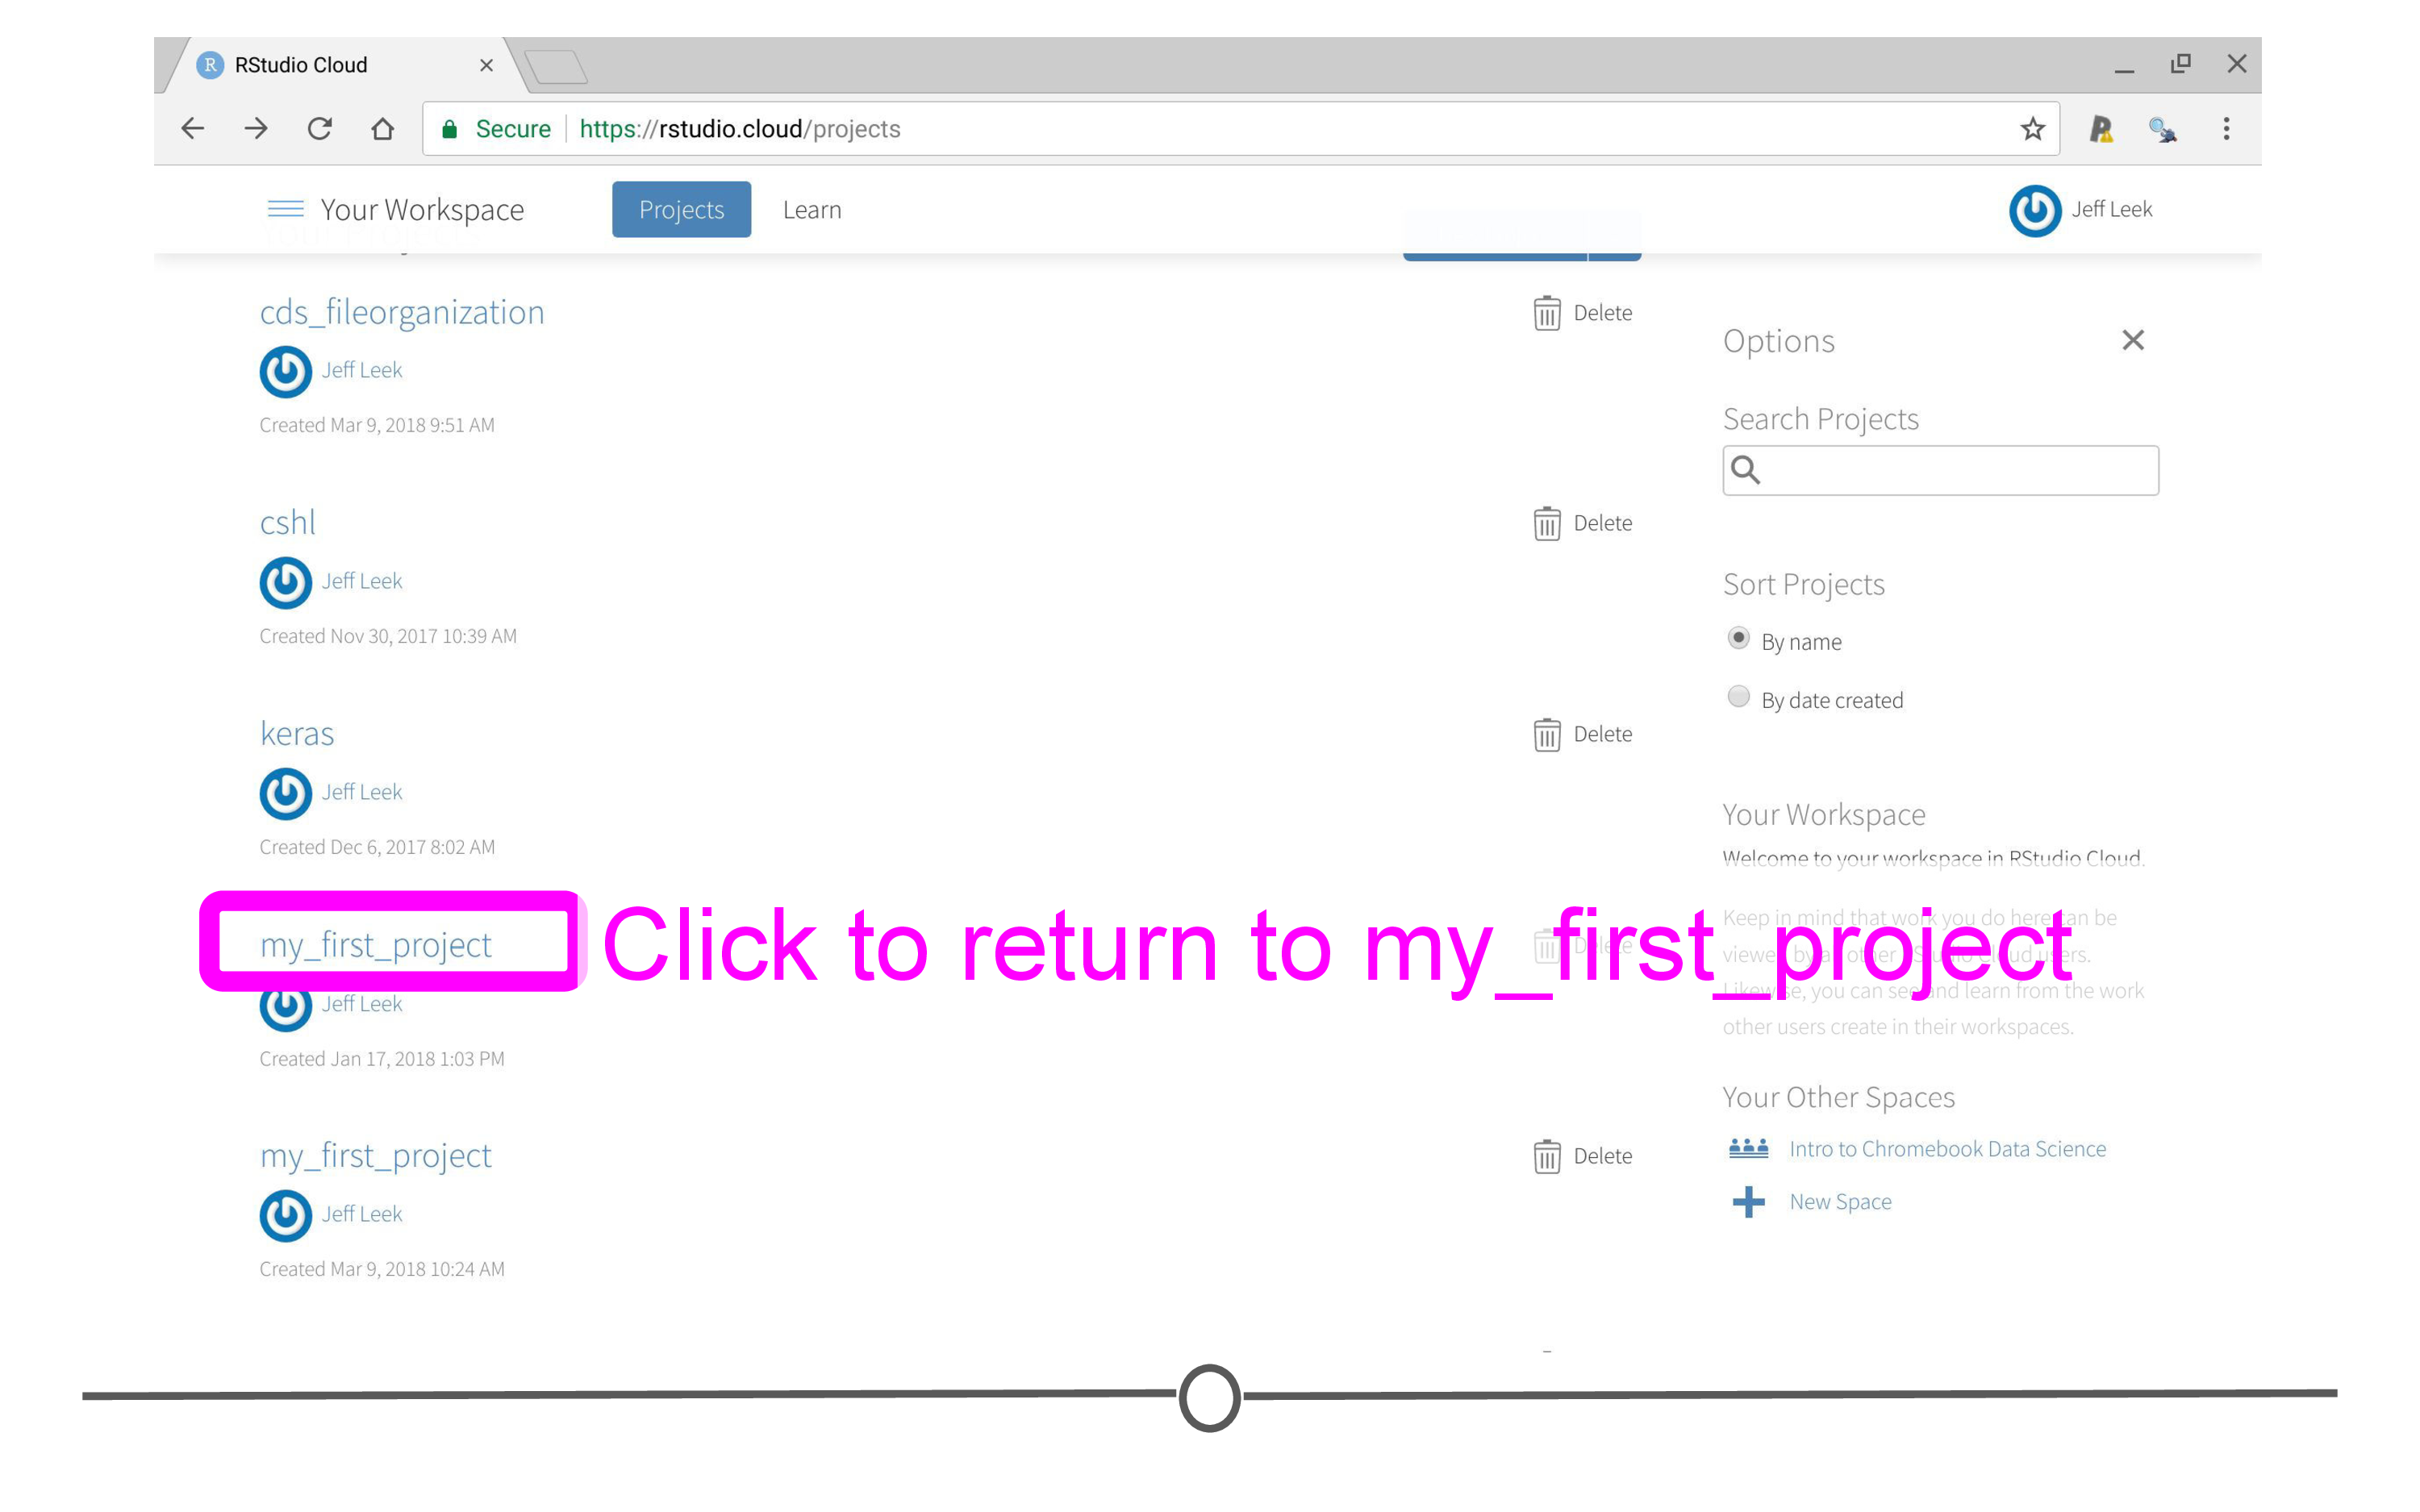 RStudio Cloud
Secure https://rstudio.cloud/projects
Your Workspace Projects Learn Jeff Leek
cds_fileorganization Delete
Jeff Leek
Created Mar 9, 2018 9:51 AM
cshl Delete
Jeff Leek
Created Nov 30, 2017 10:39 AM
keras Delete
Jeff Leek
Created Dec 6, 2017 8:02 AM
my_first_project
Click to return to my_first_project
Jeff Leek
Created Jan 17, 2018 1:03 PM
my_first_project Delete
Jeff Leek
Created Mar 9, 2018 10:24 AM
Options
Search Projects
Sort Projects
By name
By date created
Your Workspace
Welcome to your workspace in RStudio Cloud.
Keep in mind that work you do here can be
viewed by all other RStudio Cloud users.
Likewise, you can see and learn from the work
other users create in their workspaces.
Your Other Spaces
Intro to Chromebook Data Science
New Space